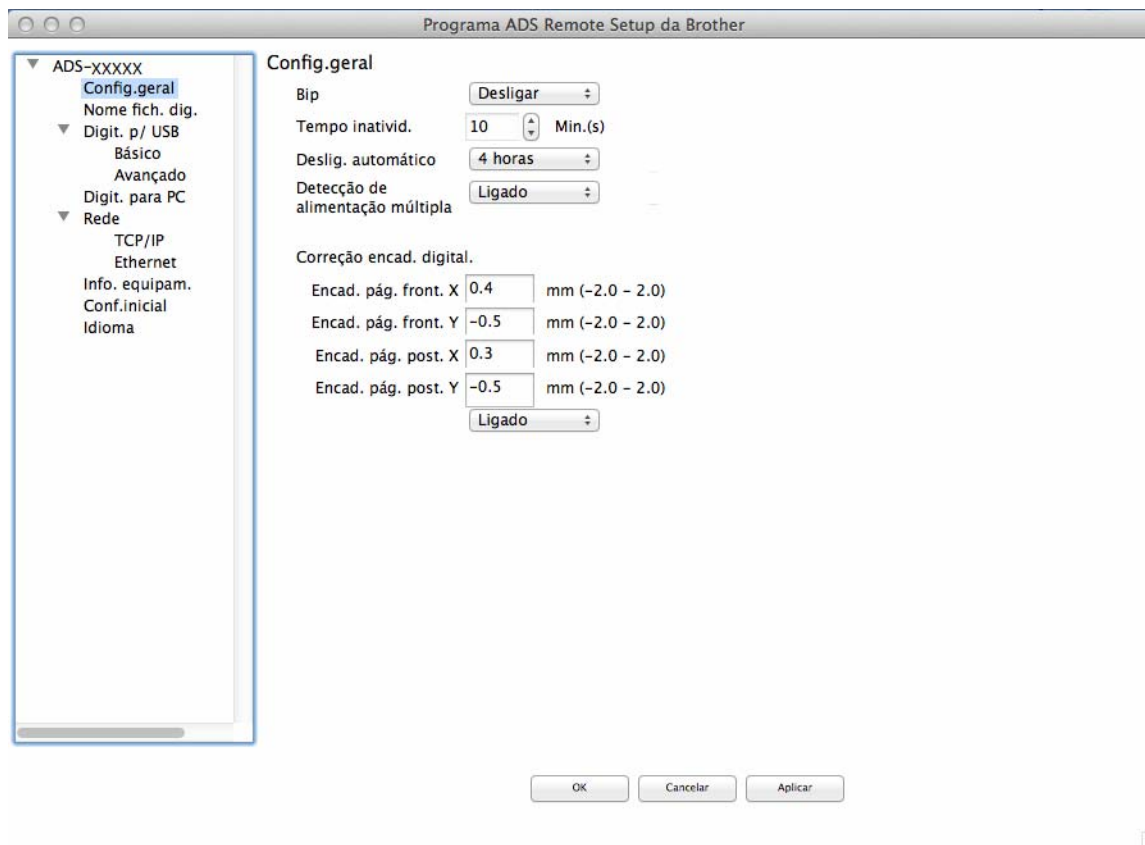 Programa ADS Remote Setup da Brother
ADS-XXXXX
Config.geral
Nome fich. dig.
Digit. p/ USB
Básico
Avançado
Digit. para PC
Rede
TCP/IP
Ethernet
Info. equipam.
Conf.inicial
Idioma
Config.geral
Bip Desligar
Tempo inativid. 10 Min.(s)
Deslig. automático 4 horas
Detecção de
alimentação múltipla Ligado
Correção encad. digital.
Encad. pág. front. X 0.4 mm (-2.0 - 2.0)
Encad. pág. front. Y -0.5 mm (-2.0 - 2.0)
Encad. pág. post. X 0.3 mm (-2.0 - 2.0)
Encad. pág. post. Y -0.5 mm (-2.0 - 2.0)
Ligado
OK Cancelar Aplicar